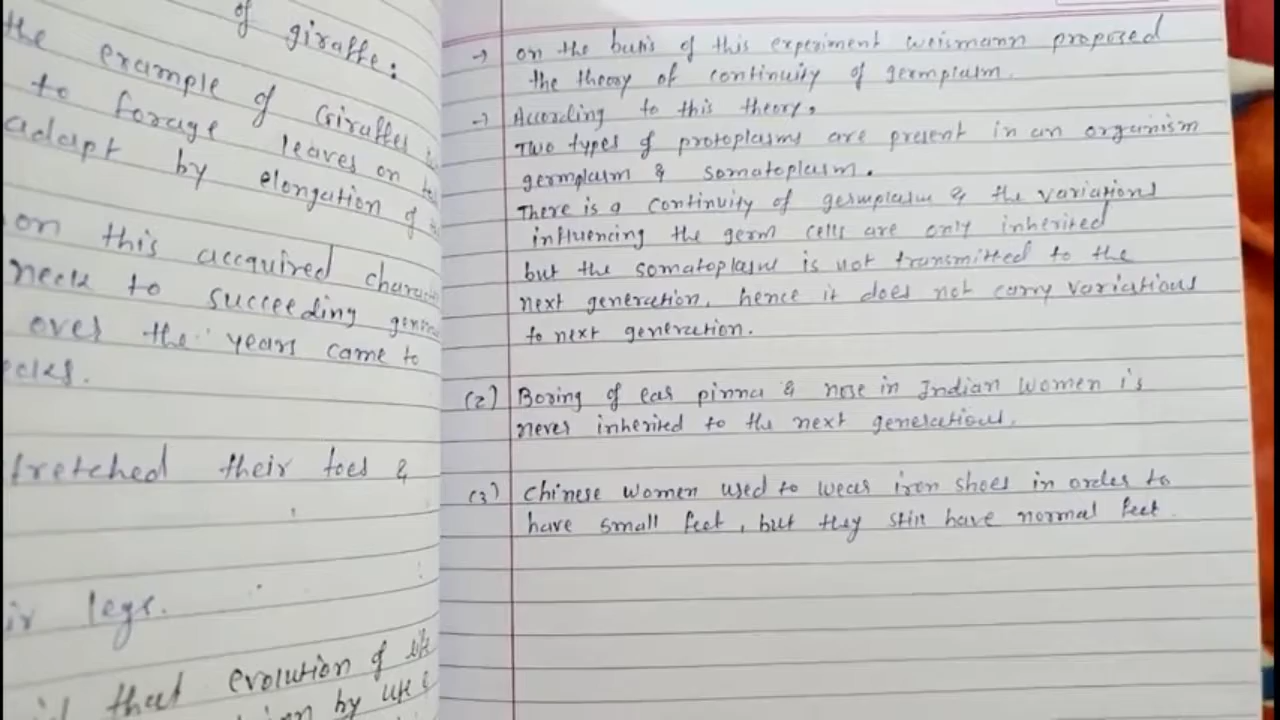 of giraffe:
the example of Giraffes
to forage leaves on
adapt by elongation of
on this accquired
neck to succeeding
over the years came to
tretched their toes &
legs.
that evolution of
by use
→ on the basis of this experiment weismann proposed
the theory of continuity of germplasm.
→ According to this theory,
Two types of protoplasms are present in an organism
germplasm & somatoplasm.
There is a continuity of germplasm & the variations
influencing the germ cells are only inherited
but the somatoplasm is not transmitted to the
next generation, hence it does not carry variations
to next generation.
(2) Boring of ear pinna & nose in Indian women is
never inherited to the next generations.
(3) Chinese women used to wear iron shoes in order to
have small feet, but they still have normal feet.